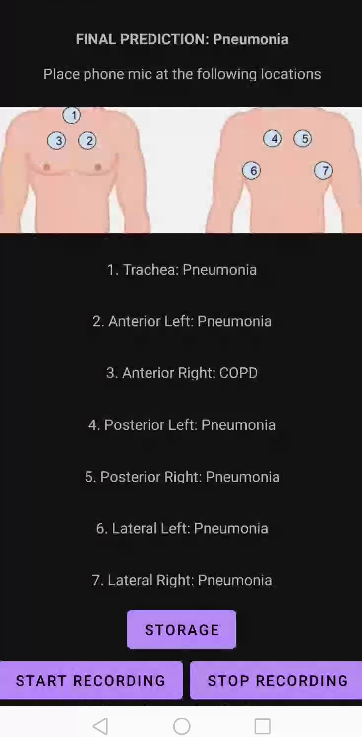 FINAL PREDICTION: Pneumonia
Place phone mic at the following locations
1
3 2
4 5
6 7
1. Trachea: Pneumonia
2. Anterior Left: Pneumonia
3. Anterior Right: COPD
4. Posterior Left: Pneumonia
5. Posterior Right: Pneumonia
6. Lateral Left: Pneumonia
7. Lateral Right: Pneumonia
STORAGE
START RECORDING
STOP RECORDING